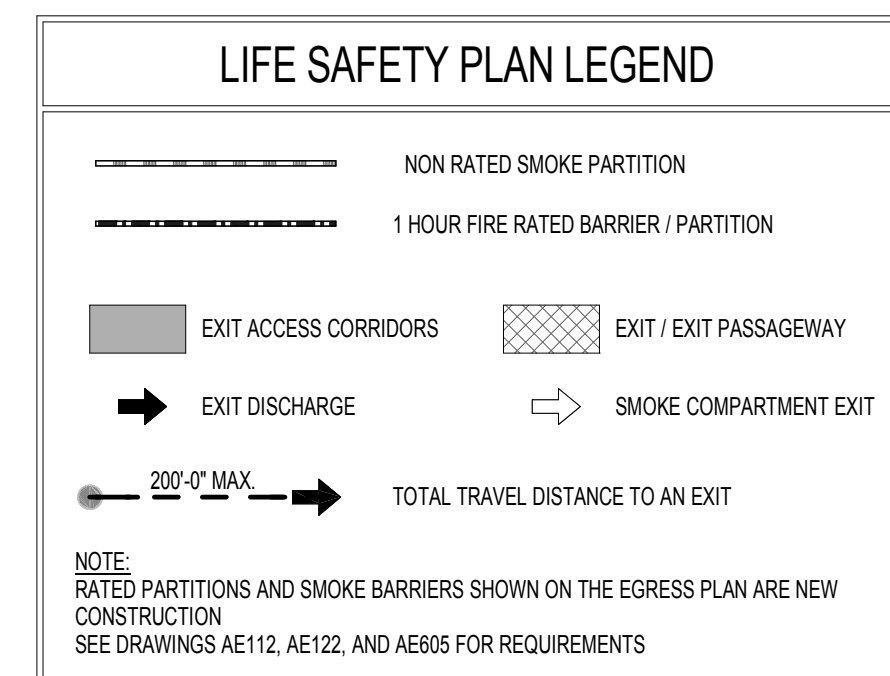 LIFE SAFETY PLAN LEGEND
NON RATED SMOKE PARTITION
1 HOUR FIRE RATED BARRIER / PARTITION
EXIT ACCESS CORRIDORS
EXIT / EXIT PASSAGEWAY
EXIT DISCHARGE
SMOKE COMPARTMENT EXIT
200'-0" MAX.
TOTAL TRAVEL DISTANCE TO AN EXIT
NOTE:
RATED PARTITIONS AND SMOKE BARRIERS SHOWN ON THE EGRESS PLAN ARE NEW
CONSTRUCTION
SEE DRAWINGS AE112, AE122, AND AE605 FOR REQUIREMENTS